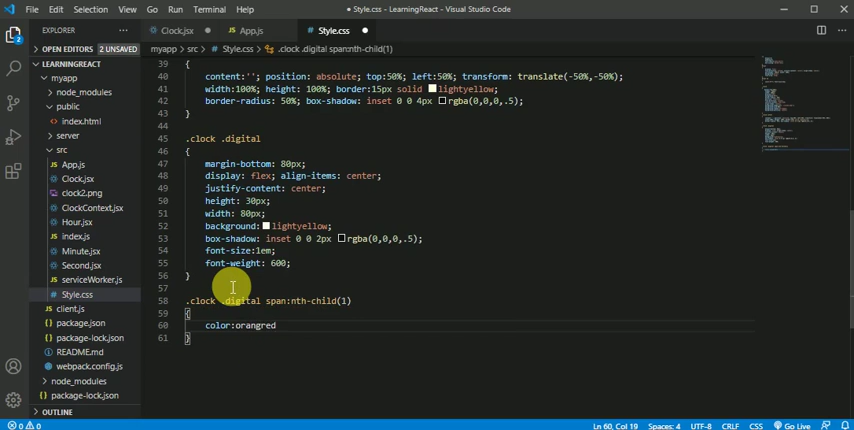 File Edit Selection View Go Run Terminal Help
• Style.css - LearningReact - Visual Studio Code
EXPLORER
Clock.jsx
JS App.js
# Style.css
OPEN EDITORS 2 UNSAVED
myapp > src > # Style.css > .clock .digital span:nth-child(1)
LEARNINGREACT
myapp
node_modules
public
<> index.html
server
src
JS App.js
Clock.jsx
clock2.png
ClockContext.jsx
Hour.jsx
JS index.js
Minute.jsx
Second.jsx
JS serviceWorker.js
# Style.css
JS client.js
{} package.json
{} package-lock.json
README.md
webpack.config.js
node_modules
{} package-lock.json
OUTLINE
2
39 {
40 content:''; position: absolute; top:50%; left:50%; transform: translate(-50%,-50%);
41 width:100%; height: 100%; border:15px solid lightyellow;
42 border-radius: 50%; box-shadow: inset 0 0 4px rgba(0,0,0,.5);
43 }
44
45 .clock .digital
46 {
47 margin-bottom: 80px;
48 display: flex; align-items: center;
49 justify-content: center;
50 height: 30px;
51 width: 80px;
52 background: lightyellow;
53 box-shadow: inset 0 0 2px rgba(0,0,0,.5);
54 font-size:1em;
55 font-weight: 600;
56 }
57
58 .clock .digital span:nth-child(1)
59 {
60 color:orangred
61 }
0 0
Ln 60, Col 19 Spaces: 4 UTF-8 CRLF CSS Go Live